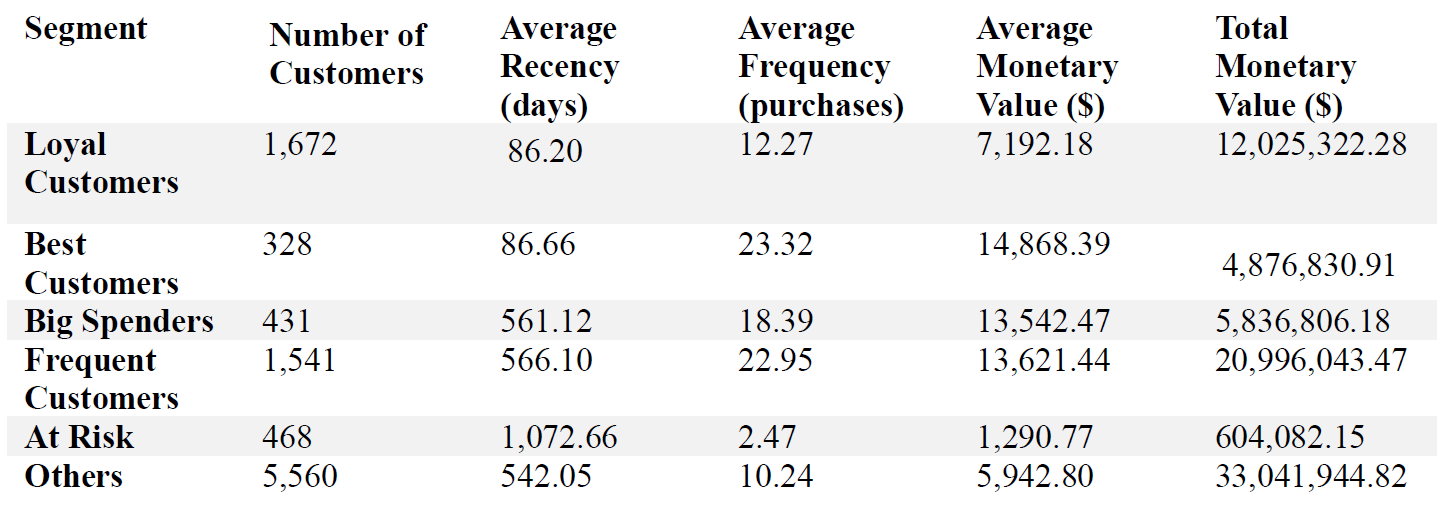 Segment Number of Customers Average Recency (days) Average Frequency (purchases) Average Monetary Value ($) Total Monetary Value ($)
Loyal Customers 1,672 86.20 12.27 7,192.18 12,025,322.28
Best Customers 328 86.66 23.32 14,868.39 4,876,830.91
Big Spenders 431 561.12 18.39 13,542.47 5,836,806.18
Frequent Customers 1,541 566.10 22.95 13,621.44 20,996,043.47
At Risk 468 1,072.66 2.47 1,290.77 604,082.15
Others 5,560 542.05 10.24 5,942.80 33,041,944.82